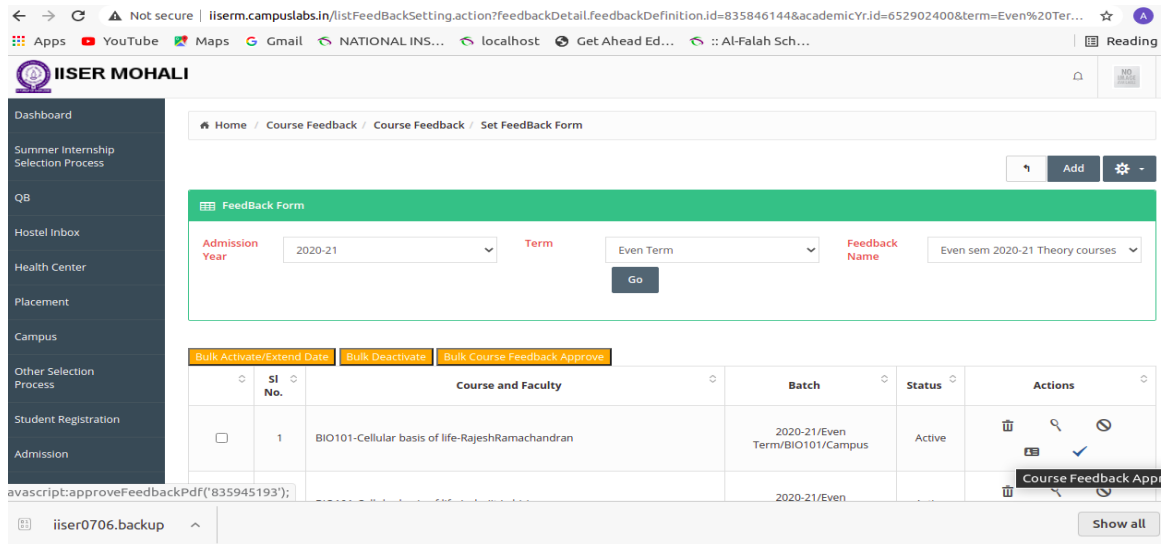 Not secure | iiserm.campuslabs.in/listFeedBackSetting.action?feedbackDetail.feedbackDefinition.id=835846144&academicYr.id=652902400&term=Even%20Ter...
A
Apps YouTube Maps Gmail NATIONAL INS... localhost Get Ahead Ed... :: Al-Falah Sch... Reading
IISER MOHALI
NO IMAGE
Dashboard
Home / Course Feedback / Course Feedback / Set FeedBack Form
Summer Internship
Selection Process
Add
QB
FeedBack Form
Hostel Inbox
Admission
Year
2020-21
Term
Even Term
Feedback
Name
Even sem 2020-21 Theory courses
Health Center
Go
Placement
Campus
Bulk Activate/Extend Date Bulk Deactivate Bulk Course Feedback Approve
Other Selection
Process
Sl
No.
Course and Faculty
Batch
Status
Actions
Student Registration
1
BIO101-Cellular basis of life-RajeshRamachandran
2020-21/Even
Term/BIO101/Campus
Active
Admission
Course Feedback Appr
avascript:approveFeedbackPdf('835945193');
2020-21/Even
iiser0706.backup
Show all